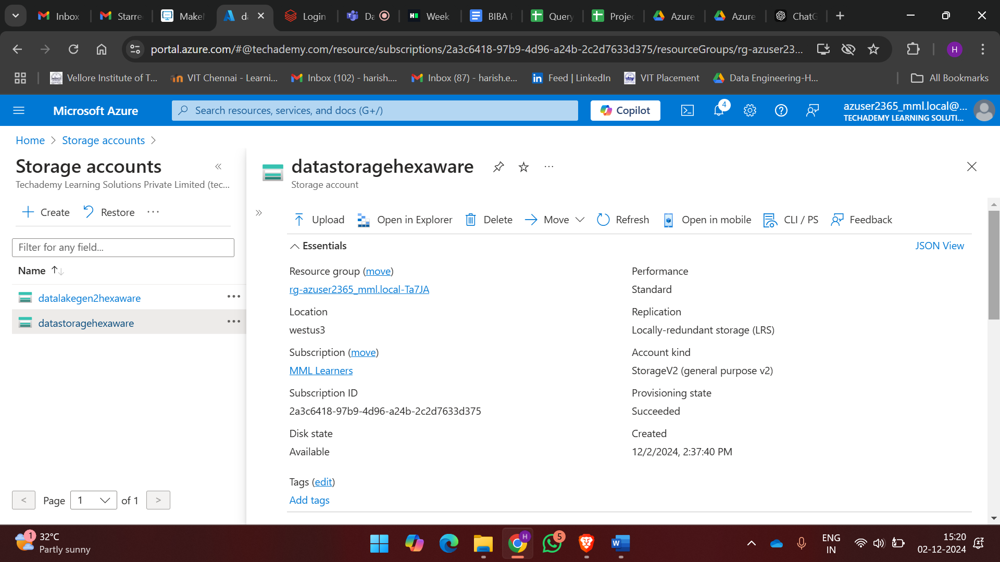 Inbox
Starre
Make
da
Login
Da
Week
BIBA
Query
Projec
Azure
Azure
ChatG
portal.azure.com/#@techademy.com/resource/subscriptions/2a3c6418-97b9-4d96-a24b-2c2d7633d375/resourceGroups/rg-azuser23...
H
Vellore Institute of T...
VIT Chennai - Learni...
Inbox (102) - harish....
Inbox (87) - harish.e...
Feed | LinkedIn
VIT Placement
Data Engineering-H...
All Bookmarks
Microsoft Azure
Search resources, services, and docs (G+/)
Copilot
4
azuser2365_mml.local@...
TECHADEMY LEARNING SOLUTI...
Home > Storage accounts >
Storage accounts
Techademy Learning Solutions Private Limited (tec...
Create
Restore
Filter for any field...
Name
datalakegen2hexaware
datastoragehexaware
Page 1 of 1
datastoragehexaware
Storage account
Upload
Open in Explorer
Delete
Move
Refresh
Open in mobile
CLI / PS
Feedback
Essentials
JSON View
Resource group (move)
rg-azuser2365_mml.local-Ta7JA
Location
westus3
Subscription (move)
MML Learners
Subscription ID
2a3c6418-97b9-4d96-a24b-2c2d7633d375
Disk state
Available
Performance
Standard
Replication
Locally-redundant storage (LRS)
Account kind
StorageV2 (general purpose v2)
Provisioning state
Succeeded
Created
12/2/2024, 2:37:40 PM
Tags (edit)
Add tags
1
32°C
Partly sunny
H
5
W
ENG
IN
15:20
02-12-2024